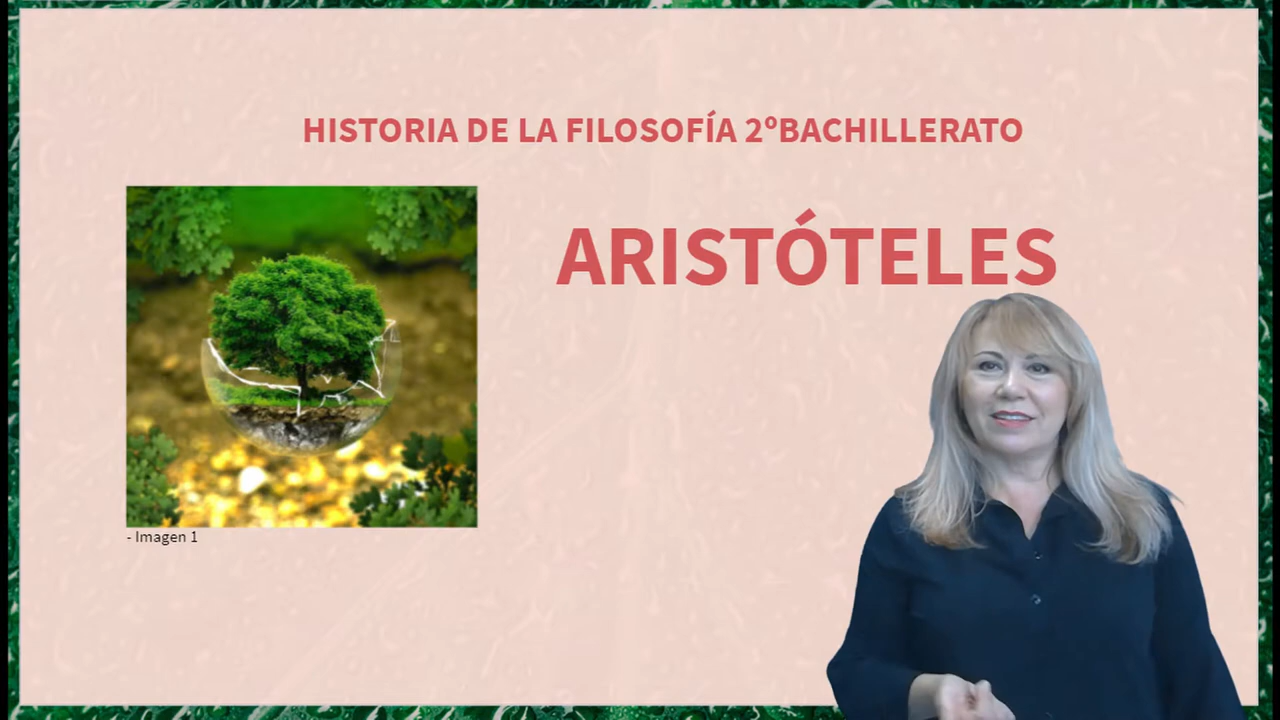 HISTORIA DE LA FILOSOFÍA 2ºBACHILLERATO
ARISTÓTELES
- Imagen 1